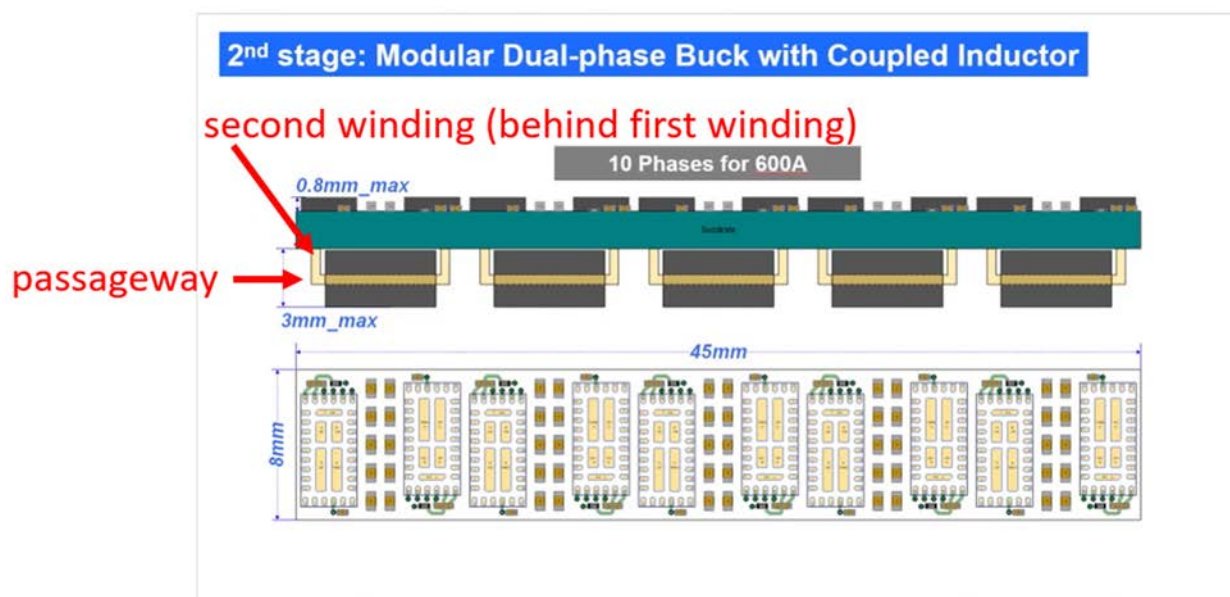 2nd stage: Modular Dual-phase Buck with Coupled Inductor
second winding (behind first winding)
10 Phases for 600A
0.8mm_max
passageway
3mm_max
45mm
8mm